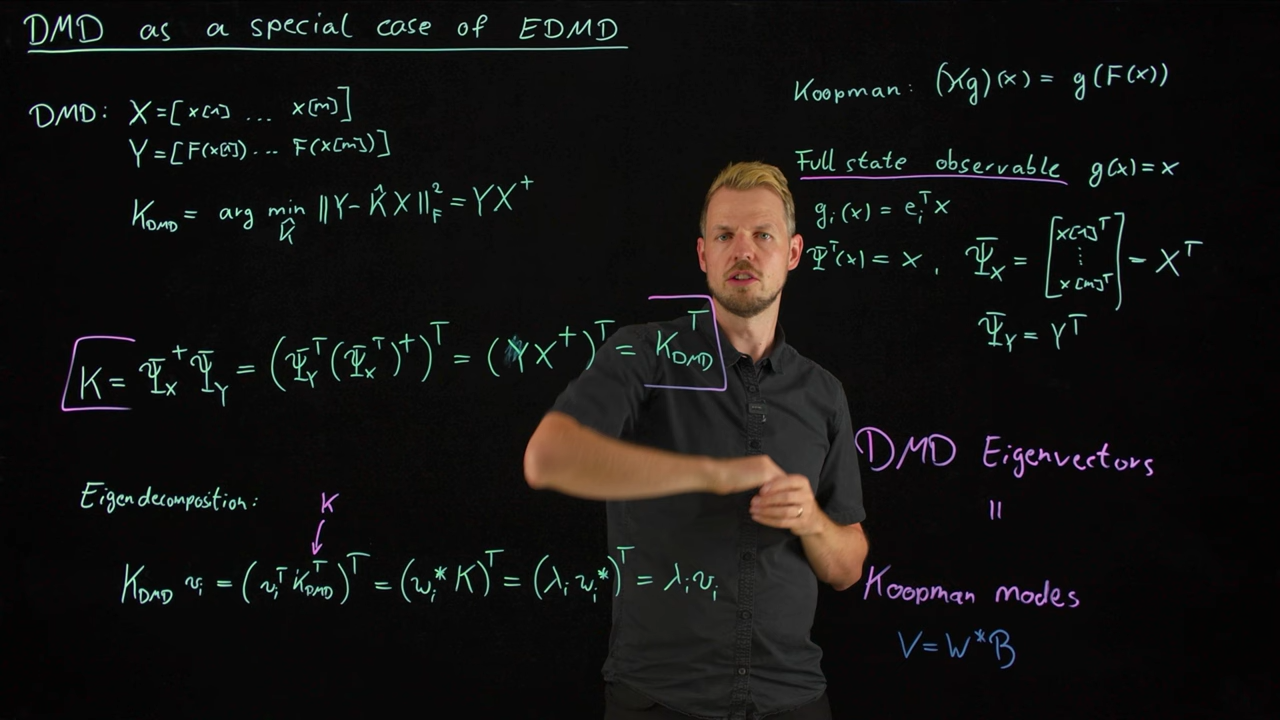 DMD as a special case of EDMD
DMD: X = [x[1] ... x[m]]
Y = [F(x[1]) ... F(x[m])]
K_DMD = arg min_K̂ ‖Y - K̂X‖_F^2 = YX^+
Koopman: (𝒦g)(x) = g(F(x))
Full state observable g(x) = x
g_i(x) = e_i^T x
Ψ^T(x) = x, Ψ_X = [x[1]^T ⋮ x[m]^T] = X^T
Ψ_Y = Y^T
K = Ψ_X^+ Ψ_Y = (Ψ_Y^T (Ψ_X^T)^+)^T = (YX^+)^T = K_DMD^T
DMD Eigenvectors
=
Koopman modes
V = W*B
Eigendecomposition: K
K_DMD v_i = (v_i^T K_DMD^T)^T = (w_i^* K)^T = (λ_i w_i^*)^T = λ_i v_i